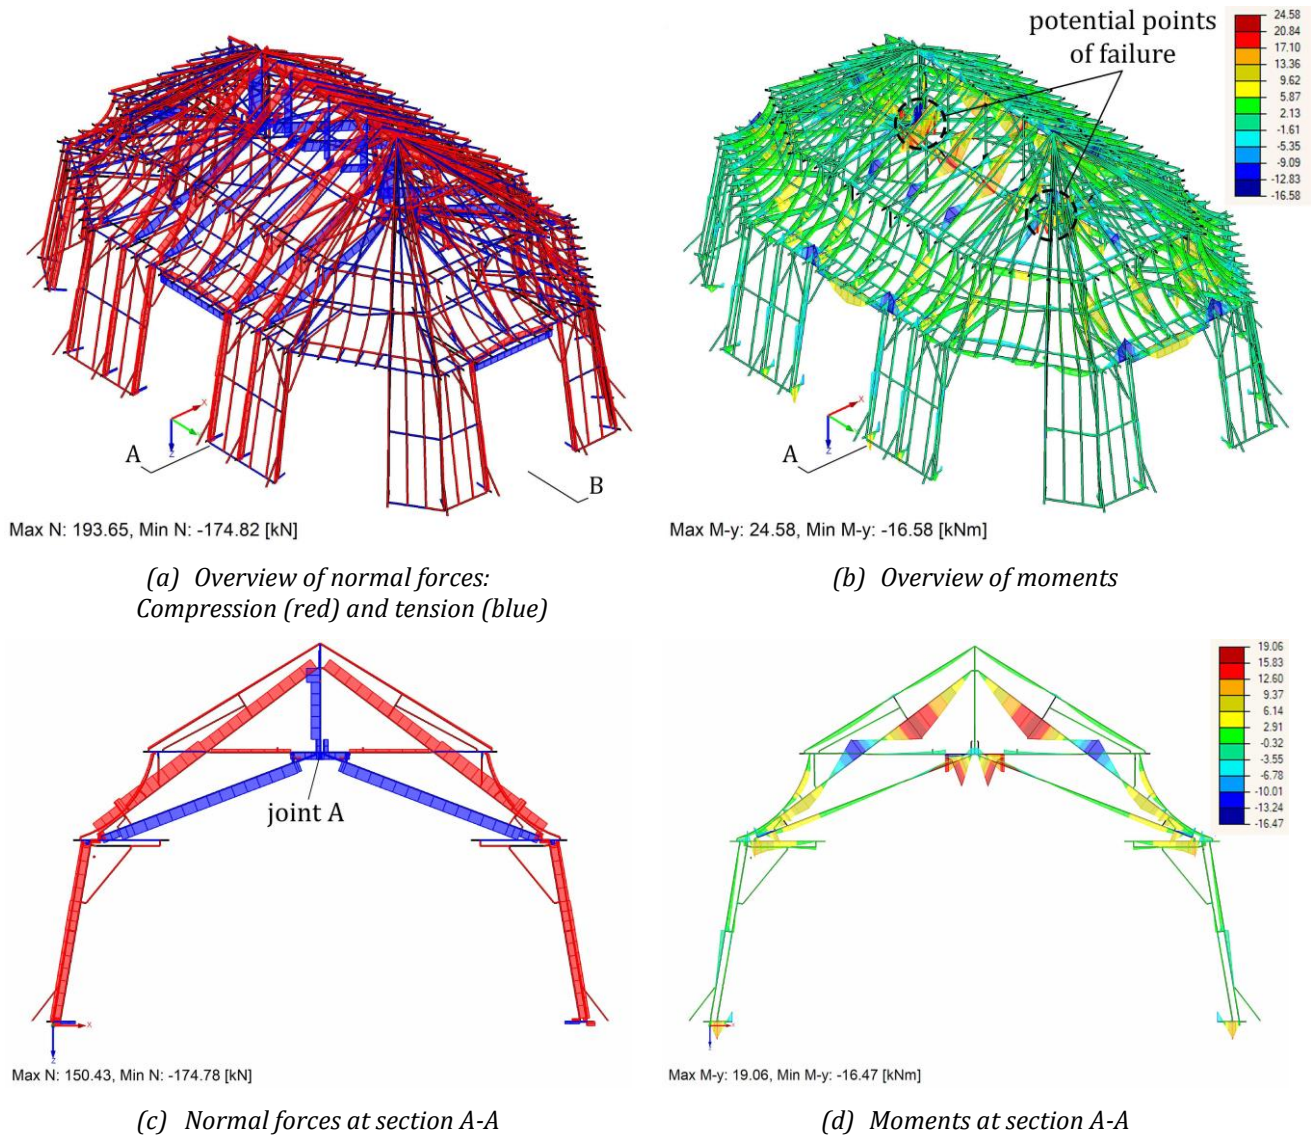 potential points
of failure
24.58
20.84
17.10
13.36
9.62
5.87
2.13
-1.61
-5.35
-9.09
-12.83
-16.58
X
Z
A
B
Max N: 193.65, Min N: -174.82 [kN]
X
Z
A
Max M-y: 24.58, Min M-y: -16.58 [kNm]
(a) Overview of normal forces:
Compression (red) and tension (blue)
(b) Overview of moments
joint A
X
Z
Max N: 150.43, Min N: -174.78 [kN]
19.06
15.83
12.60
9.37
6.14
2.91
-0.32
-3.55
-6.78
-10.01
-13.24
-16.47
Max M-y: 19.06, Min M-y: -16.47 [kNm]
(c) Normal forces at section A-A
(d) Moments at section A-A